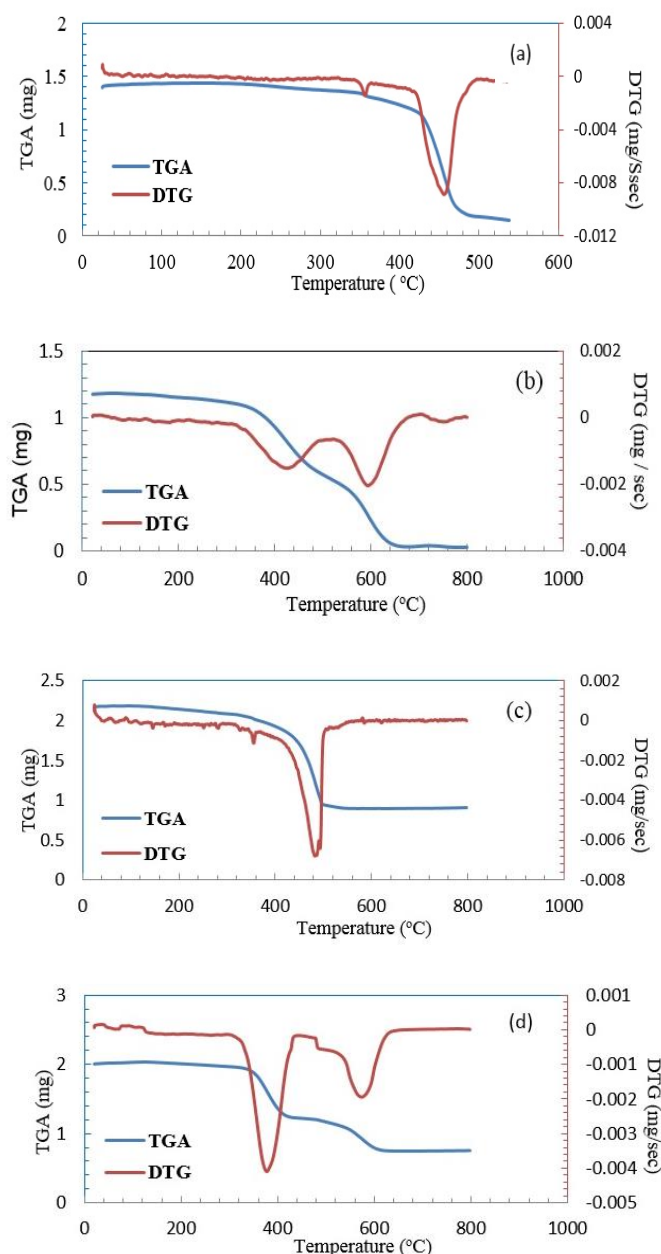 2
1.5
1
0.5
0
TGA (mg)
(a)
TGA
DTG
0.004
0
-0.004
-0.008
-0.012
DTG (mg/Ssec)
0 100 200 300 400 500 600
Temperature ( °C)
1.5
1
0.5
0
TGA (mg)
(b)
TGA
DTG
0.002
0
-0.002
-0.004
DTG (mg / sec)
0 200 400 600 800 1000
Temperature (°C)
2.5
2
1.5
1
0.5
0
TGA (mg)
(c)
TGA
DTG
0.002
0
-0.002
-0.004
-0.006
-0.008
DTG (mg/sec)
0 200 400 600 800 1000
Temperature (°C)
3
2
1
0
TGA (mg)
(d)
TGA
DTG
0.001
0
-0.001
-0.002
-0.003
-0.004
-0.005
DTG (mg/sec)
0 200 400 600 800 1000
Temperature (°C)